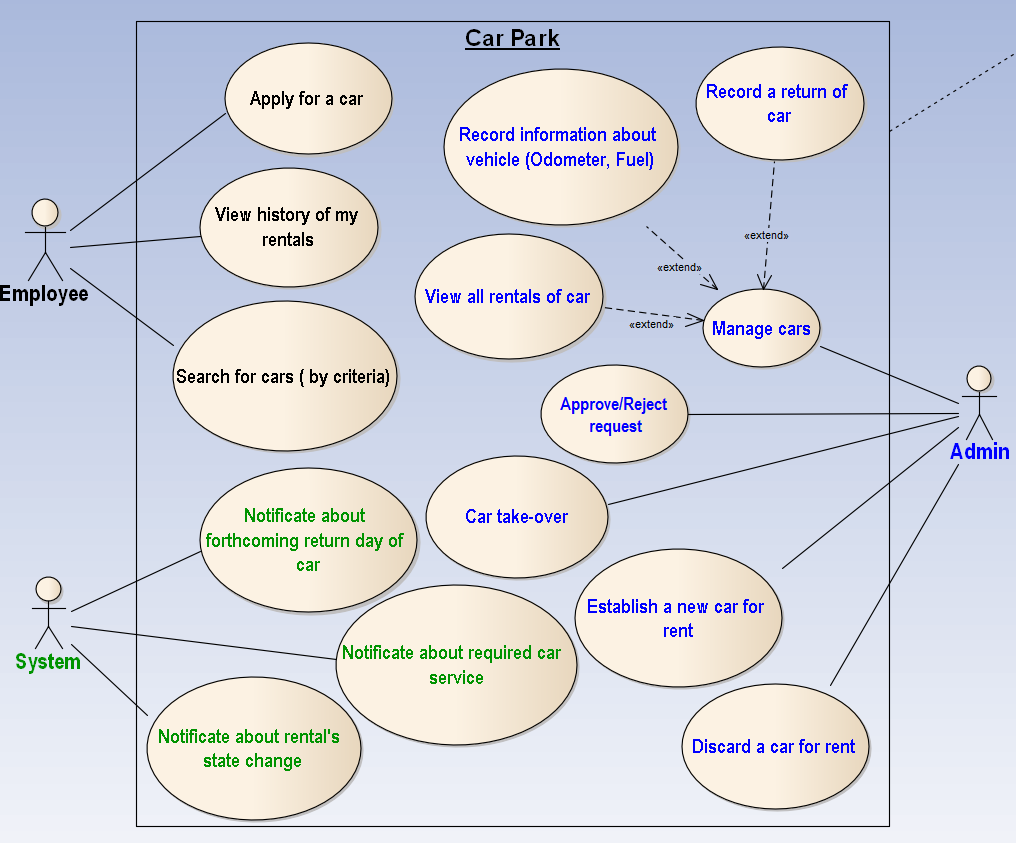 Car Park
Apply for a car
Record a return of
car
Record information about
vehicle (Odometer, Fuel)
View history of my
rentals
«extend»
«extend»
Employee
View all rentals of car
«extend»
Manage cars
Search for cars ( by criteria)
Approve/Reject
request
Admin
Notificate about
forthcoming return day of
car
Car take-over
Establish a new car for
rent
System
Notificate about required car
service
Notificate about rental's
state change
Discard a car for rent